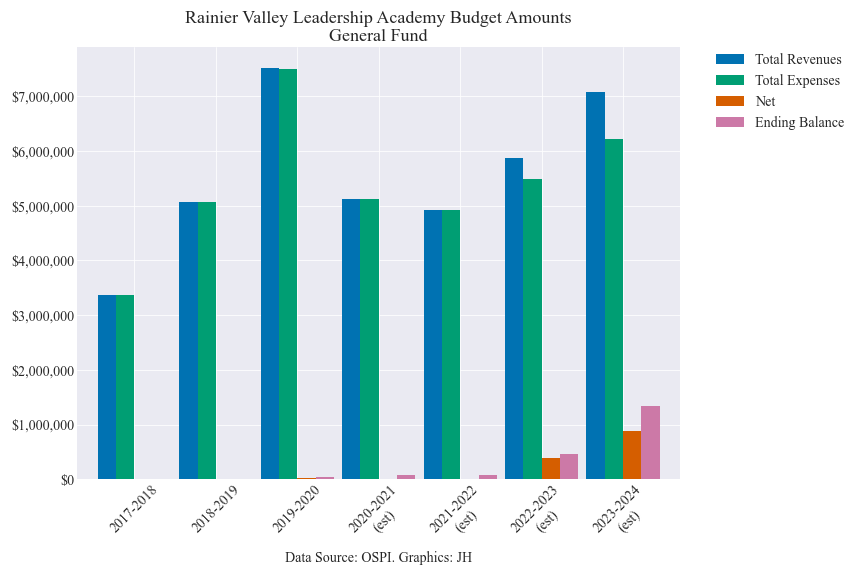 Rainier Valley Leadership Academy Budget Amounts
General Fund
Total Revenues
Total Expenses
Net
Ending Balance
$7,000,000
$6,000,000
$5,000,000
$4,000,000
$3,000,000
$2,000,000
$1,000,000
$0
2017-2018
2018-2019
2019-2020
2020-2021
(est)
2021-2022
(est)
2022-2023
(est)
2023-2024
(est)
Data Source: OSPI. Graphics: JH